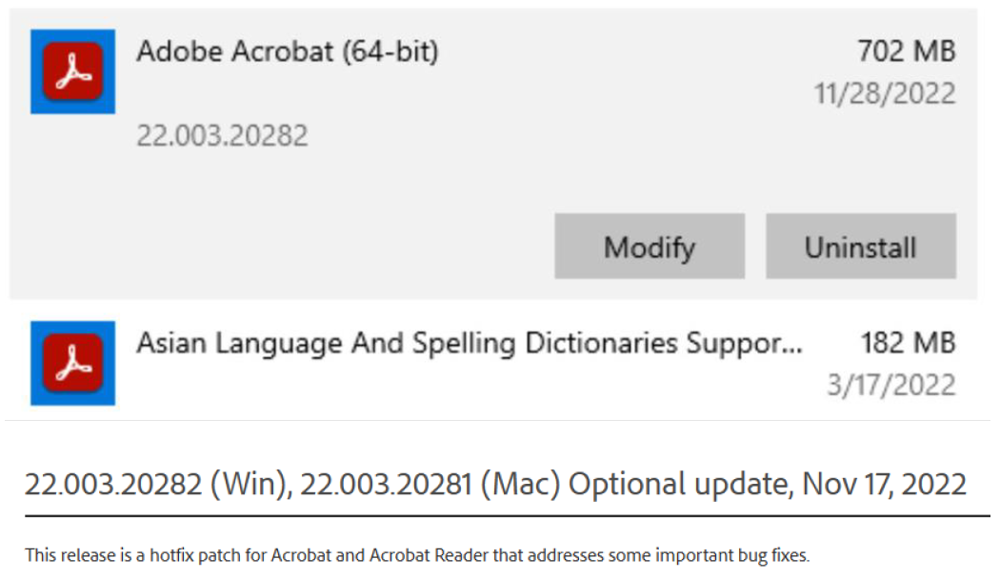 Adobe Acrobat (64-bit) 702 MB
11/28/2022
22.003.20282
Modify Uninstall
Asian Language And Spelling Dictionaries Suppor... 182 MB
3/17/2022
22.003.20282 (Win), 22.003.20281 (Mac) Optional update, Nov 17, 2022
This release is a hotfix patch for Acrobat and Acrobat Reader that addresses some important bug fixes.